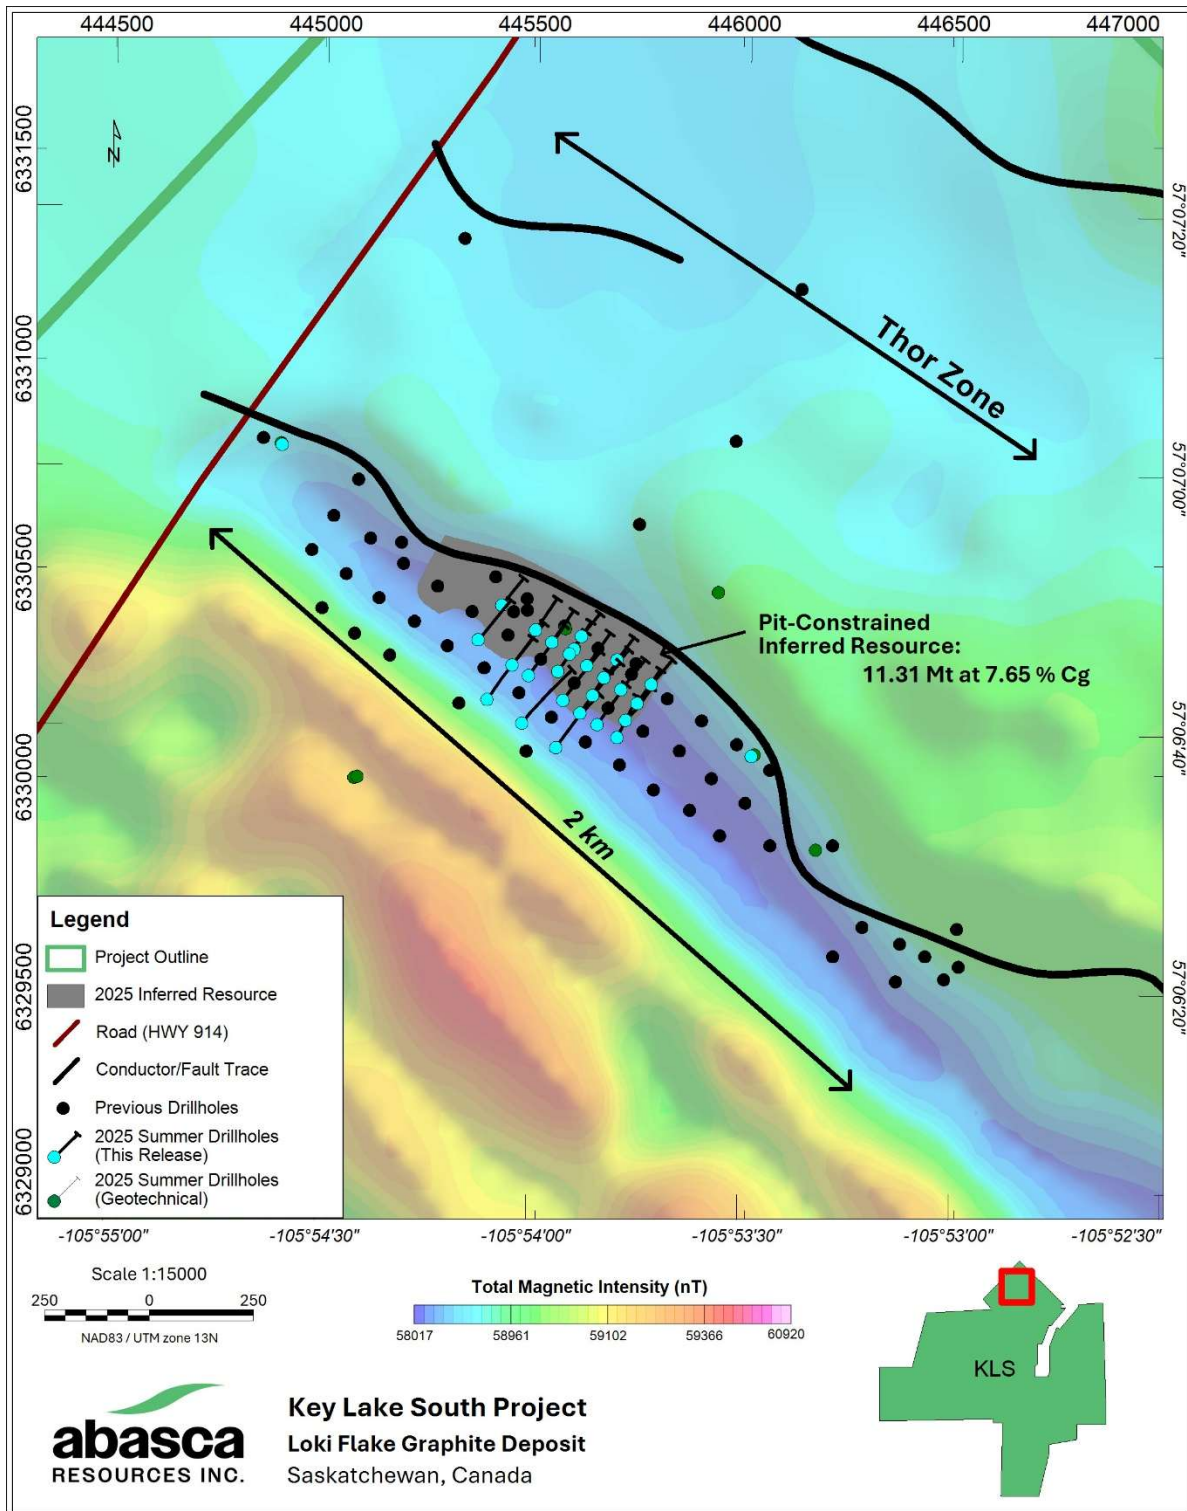 444500 445000 445500 446000 446500 447000
6331500
6331000
6330500
6330000
6329500
6329000
57°07'20"
57°07'00"
57°06'40"
57°06'20"
N
Thor Zone
Pit-Constrained
Inferred Resource:
11.31 Mt at 7.65 % Cg
2 km
Legend
Project Outline
2025 Inferred Resource
Road (HWY 914)
Conductor/Fault Trace
Previous Drillholes
2025 Summer Drillholes
(This Release)
2025 Summer Drillholes
(Geotechnical)
-105°55'00" -105°54'30" -105°54'00" -105°53'30" -105°53'00" -105°52'30"
Scale 1:15000
250 0 250
NAD83 / UTM zone 13N
Total Magnetic Intensity (nT)
58017 58961 59102 59366 60920
KLS
abasca
RESOURCES INC.
Key Lake South Project
Loki Flake Graphite Deposit
Saskatchewan, Canada